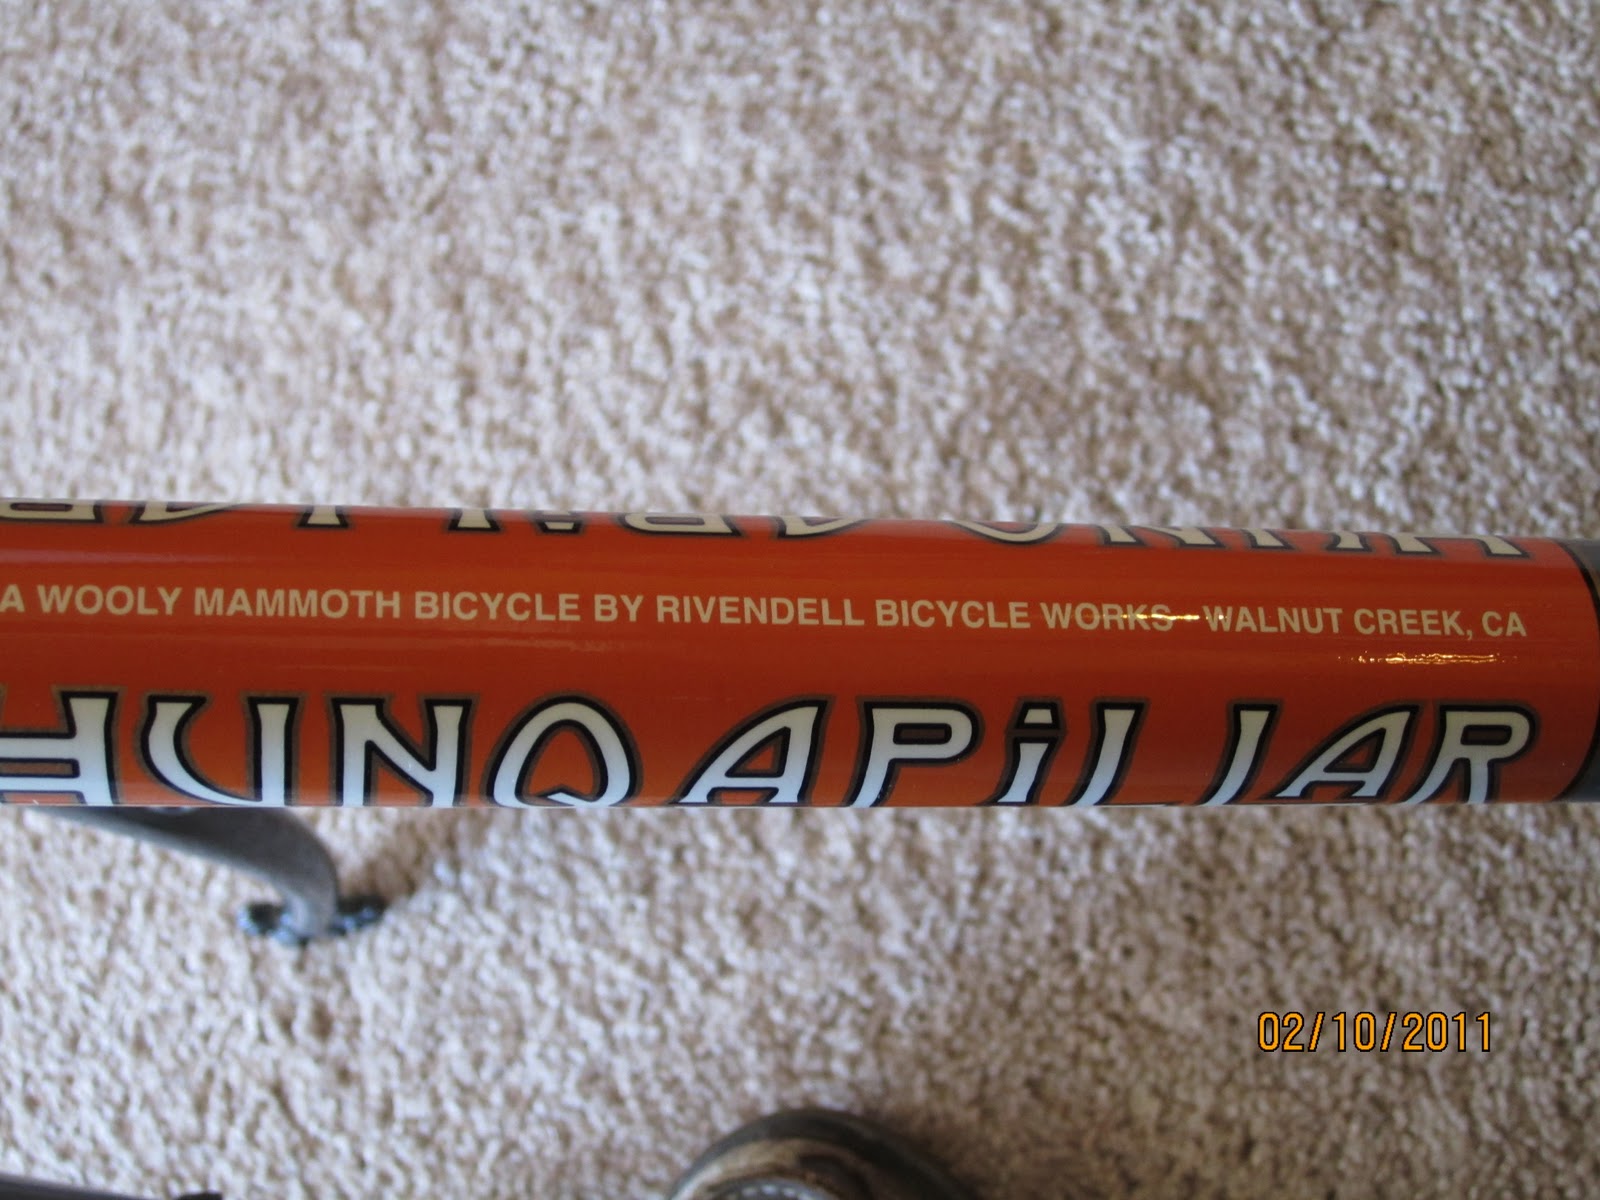 A WOOLY MAMMOTH BICYCLE BY RIVENDELL BICYCLE WORKS - WALNUT CREEK, CA
HUNQAPiLLAR
02/10/2011